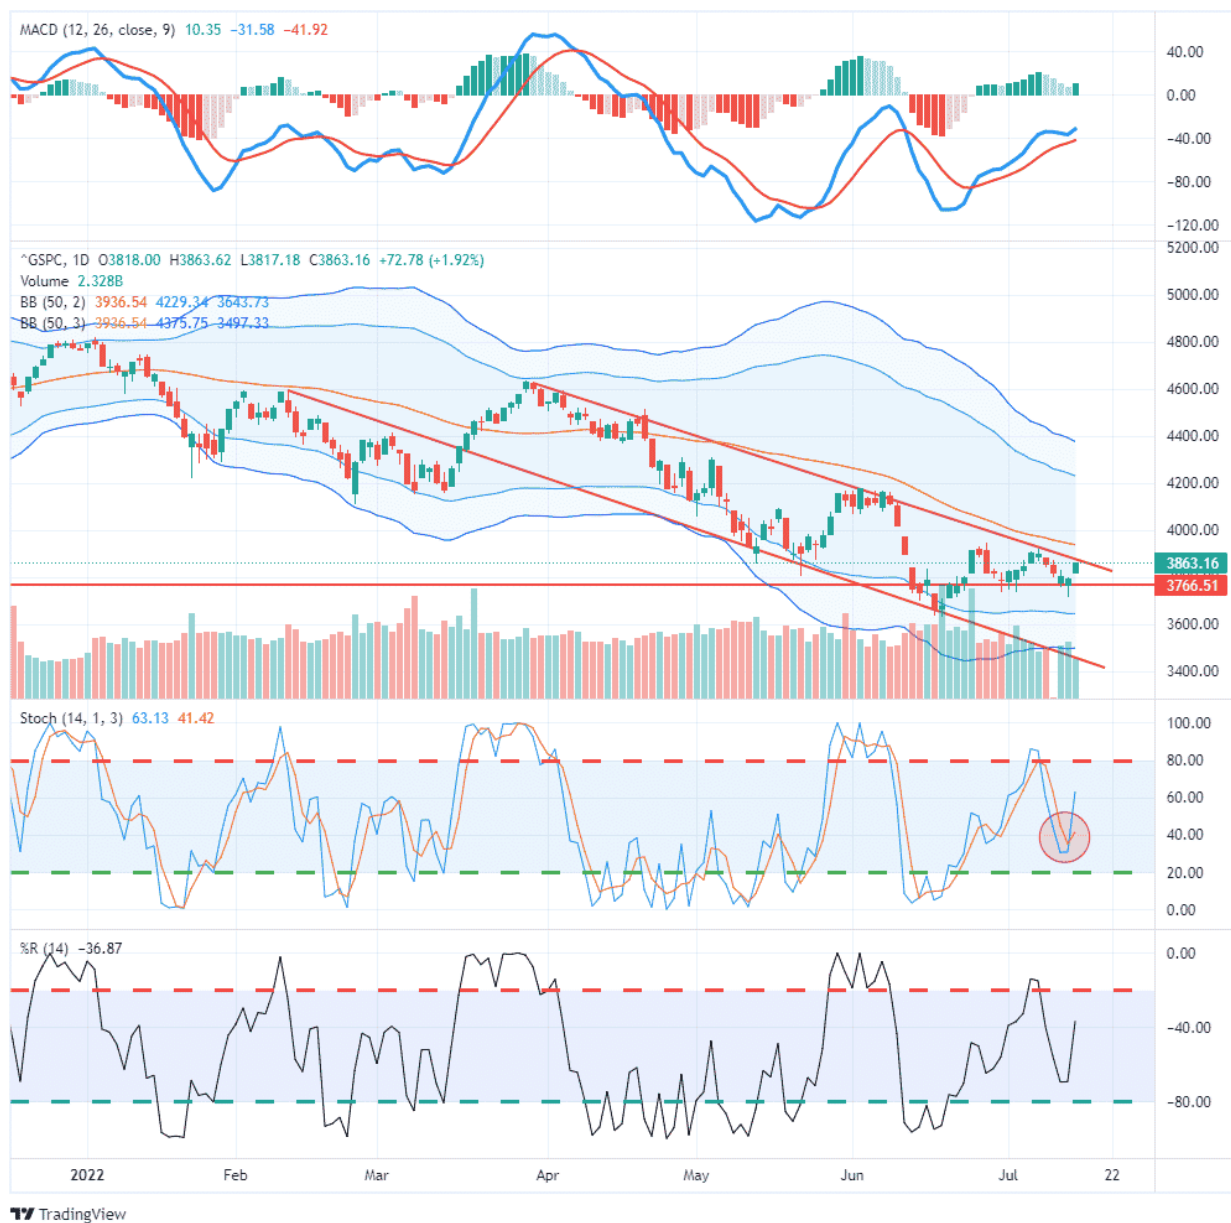 MACD (12, 26, close, 9) 10.35 −31.58 −41.92
40.00
0.00
−40.00
−80.00
−120.00
^GSPC, 1D O3818.00 H3863.62 L3817.18 C3863.16 +72.78 (+1.92%)
Volume 2.328B
BB (50, 2) 3936.54 4229.34 3643.73
BB (50, 3) 3936.54 4375.75 3497.33
5200.00
5000.00
4800.00
4600.00
4400.00
4200.00
4000.00
3863.16
3766.51
3600.00
3400.00
Stoch (14, 1, 3) 63.13 41.42
100.00
80.00
60.00
40.00
20.00
0.00
%R (14) −36.87
0.00
−40.00
−80.00
2022 Feb Mar Apr May Jun Jul 22
TradingView